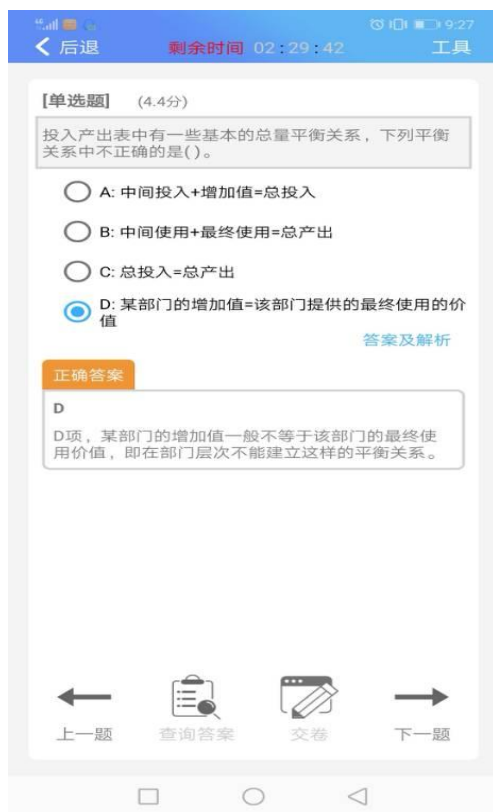 9:27
后退 剩余时间 02:29:42 工具
[单选题] (4.4分)
投入产出表中有一些基本的总量平衡关系，下列平衡
关系中不正确的是()。
A: 中间投入+增加值=总投入
B: 中间使用+最终使用=总产出
C: 总投入=总产出
D: 某部门的增加值=该部门提供的最终使用的价
值
答案及解析
正确答案
D
D项，某部门的增加值一般不等于该部门的最终使
用价值，即在部门层次不能建立这样的平衡关系。
上一题 查询答案 交卷 下一题